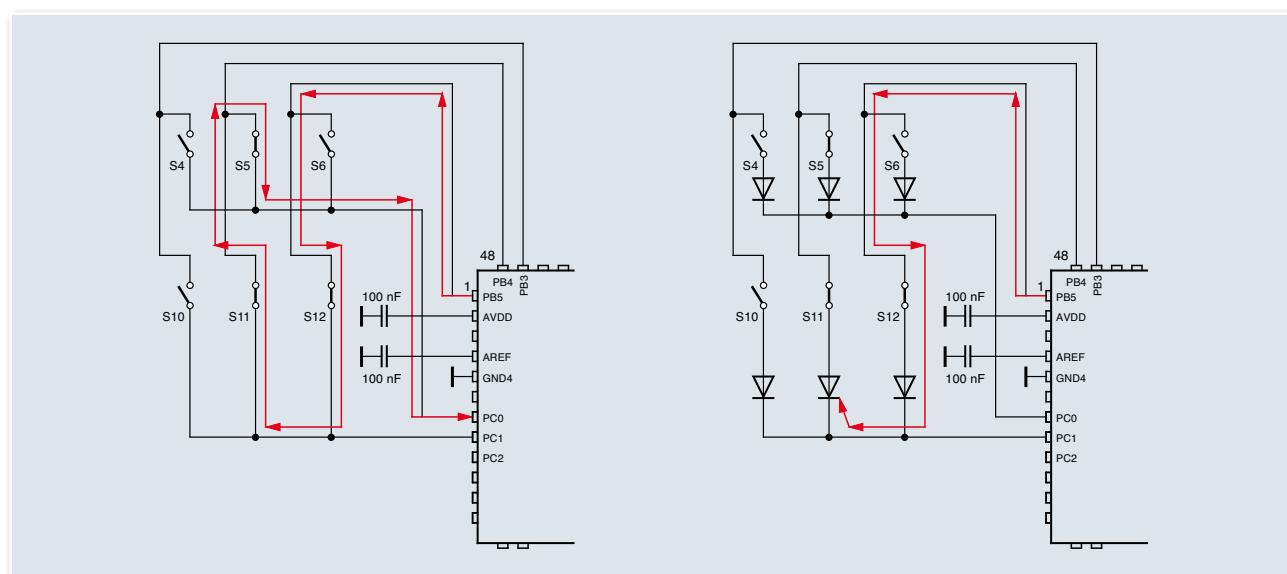 S4
S5
S6
S10
S11
S12
48
PB4
PB3
1
PB5
100 nF
AVDD
AREF
100 nF
GND4
PC0
PC1
PC2
S4
S5
S6
S10
S11
S12
48
PB4
PB3
1
PB5
100 nF
AVDD
AREF
100 nF
GND4
PC0
PC1
PC2